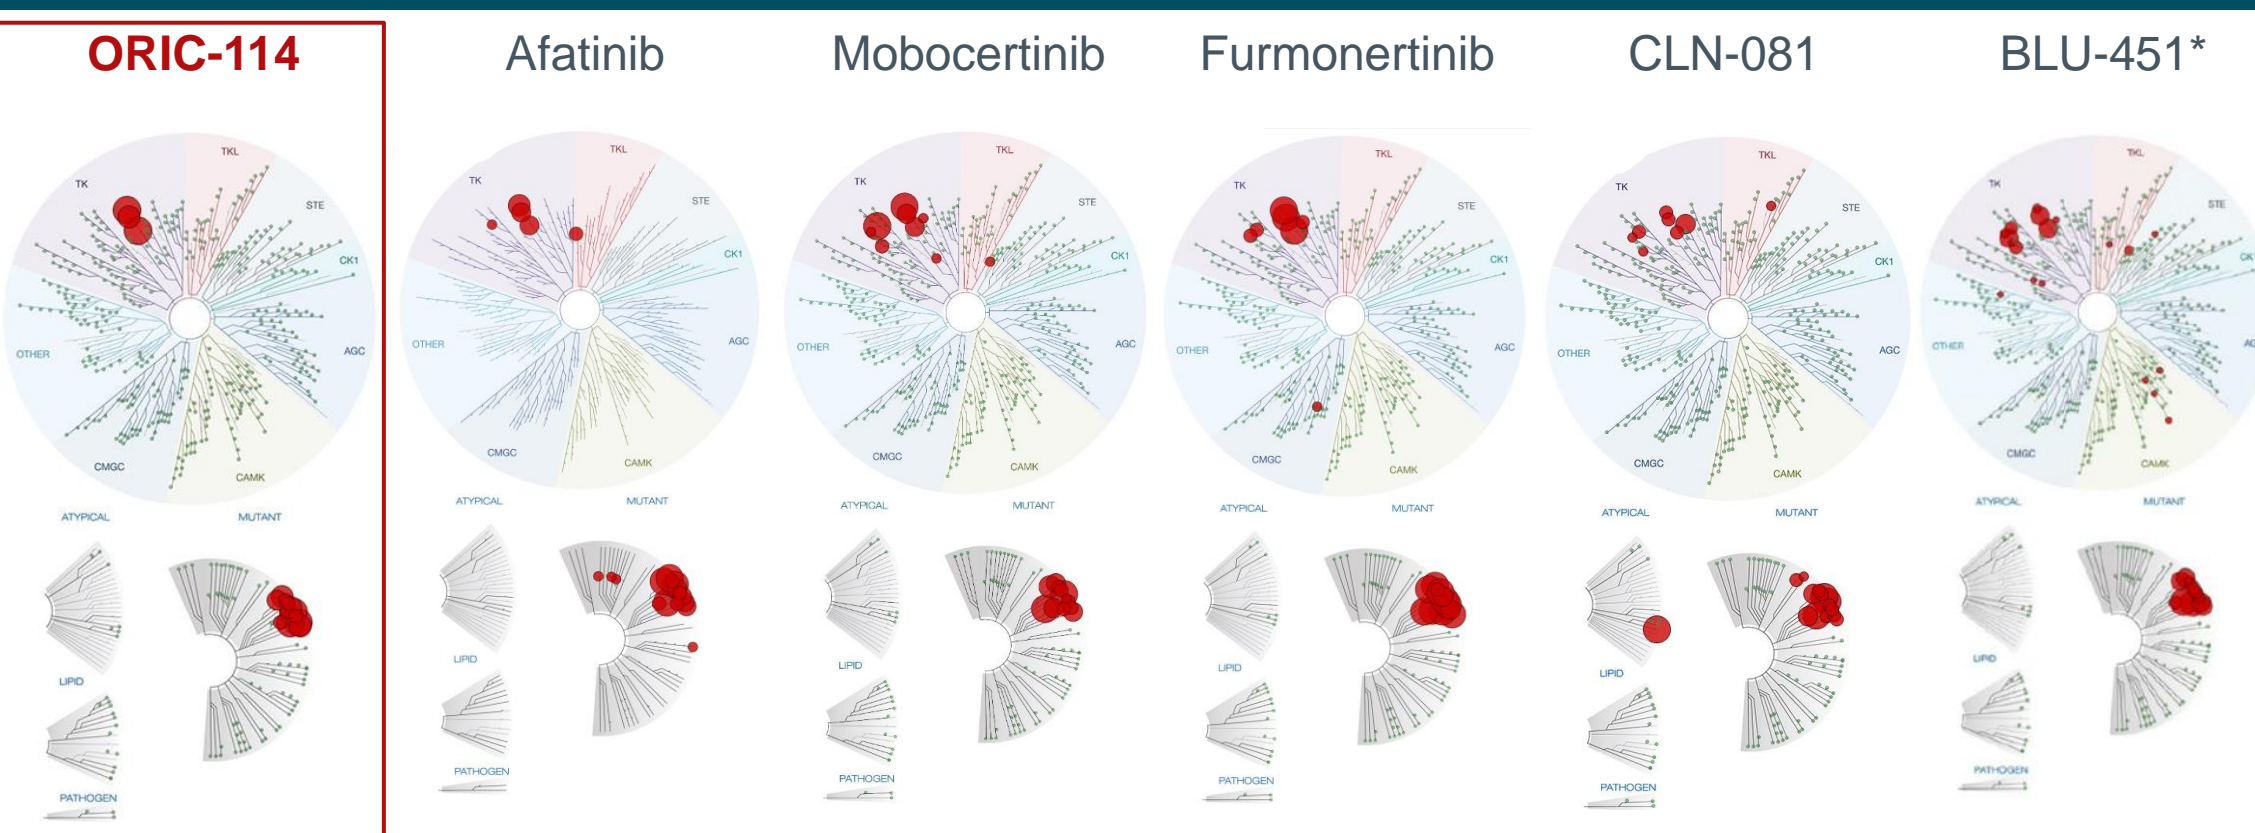 ORIC-114
TK
TKL
STE
CK1
AGC
CAMK
CMGC
OTHER
ATYPICAL
MUTANT
LIPID
PATHOGEN
Afatinib
TK
TKL
STE
CK1
AGC
CAMK
CMGC
OTHER
ATYPICAL
MUTANT
LIPID
PATHOGEN
Mobocertinib
TK
TKL
STE
CK1
AGC
CAMK
CMGC
OTHER
ATYPICAL
MUTANT
LIPID
PATHOGEN
Furmonertinib
TK
TKL
STE
CK1
AGC
CAMK
CMGC
OTHER
ATYPICAL
MUTANT
LIPID
PATHOGEN
CLN-081
TK
TKL
STE
CK1
AGC
CAMK
CMGC
OTHER
ATYPICAL
MUTANT
LIPID
PATHOGEN
BLU-451*
TK
TKL
STE
CK
AG
CAMK
CMGC
OTHER
ATYPICAL
MUTANT
LIPID
PATHOGEN